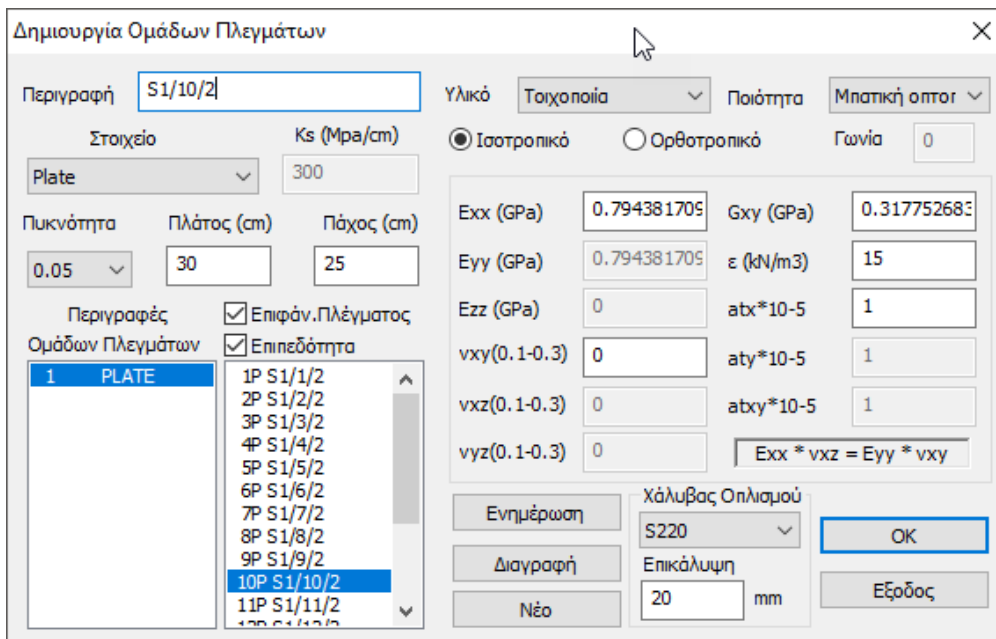 Δημιουργία Ομάδων Πλεγμάτων
Περιγραφή S1/10/2
Υλικό Τοιχοποιία Ποιότητα Μπατική οπτοπ
Στοιχείο Ks (Mpa/cm)
Ισοτροπικό Ορθοτροπικό Γωνία 0
Plate 300
Πυκνότητα Πλάτος (cm) Πάχος (cm)
0.05 30 25
Exx (GPa) 0.794381709 Gxy (GPa) 0.317752683
Eyy (GPa) 0.794381709 ε (kN/m3) 15
Ezz (GPa) 0 atx*10-5 1
vxy(0.1-0.3) 0 aty*10-5 1
vxz(0.1-0.3) 0 atxy*10-5 1
vyz(0.1-0.3) 0 Exx * vxz = Eyy * vxy
Περιγραφές
Ομάδων Πλεγμάτων
Επιφάν.Πλέγματος
Επιπεδότητα
1 PLATE
1P S1/1/2
2P S1/2/2
3P S1/3/2
4P S1/4/2
5P S1/5/2
6P S1/6/2
7P S1/7/2
8P S1/8/2
9P S1/9/2
10P S1/10/2
11P S1/11/2
12P S1/12/2
Ενημέρωση
Διαγραφή
Νέο
Χάλυβας Οπλισμού
S220
Επικάλυψη
20 mm
OK
Εξοδος